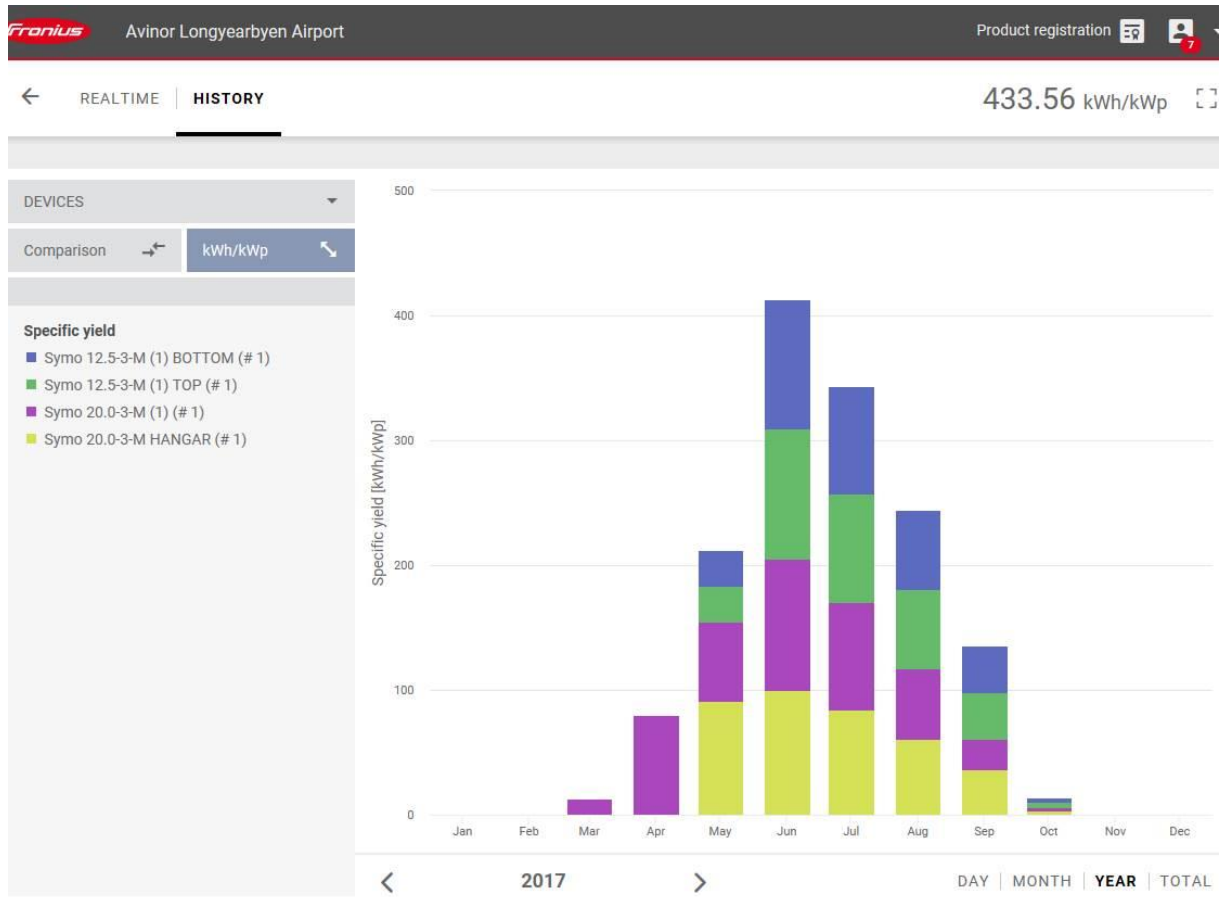 Fronius Avinor Longyearbyen Airport Product registration 7
REALTIME HISTORY 433.56 kWh/kWp
DEVICES
Comparison kWh/kWp
Specific yield
Symo 12.5-3-M (1) BOTTOM (# 1)
Symo 12.5-3-M (1) TOP (# 1)
Symo 20.0-3-M (1) (# 1)
Symo 20.0-3-M HANGAR (# 1)
Specific yield [kWh/kWp]
500
400
300
200
100
0
Jan Feb Mar Apr May Jun Jul Aug Sep Oct Nov Dec
2017 DAY MONTH YEAR TOTAL